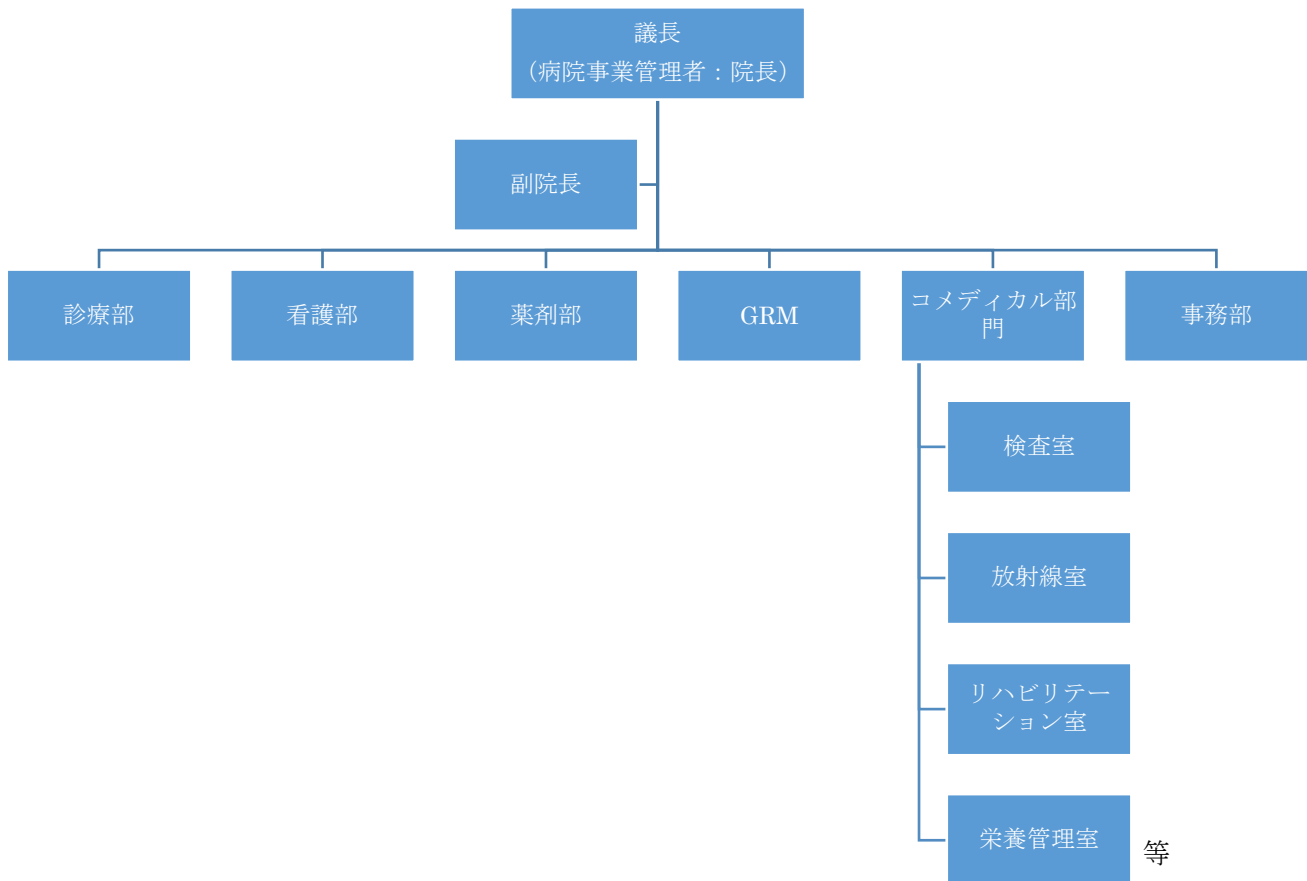 議長
（病院事業管理者：院長）
副院長
診療部
看護部
薬剤部
GRM
コメディカル部
門
事務部
検査室
放射線室
リハビリテー
ション室
栄養管理室
等